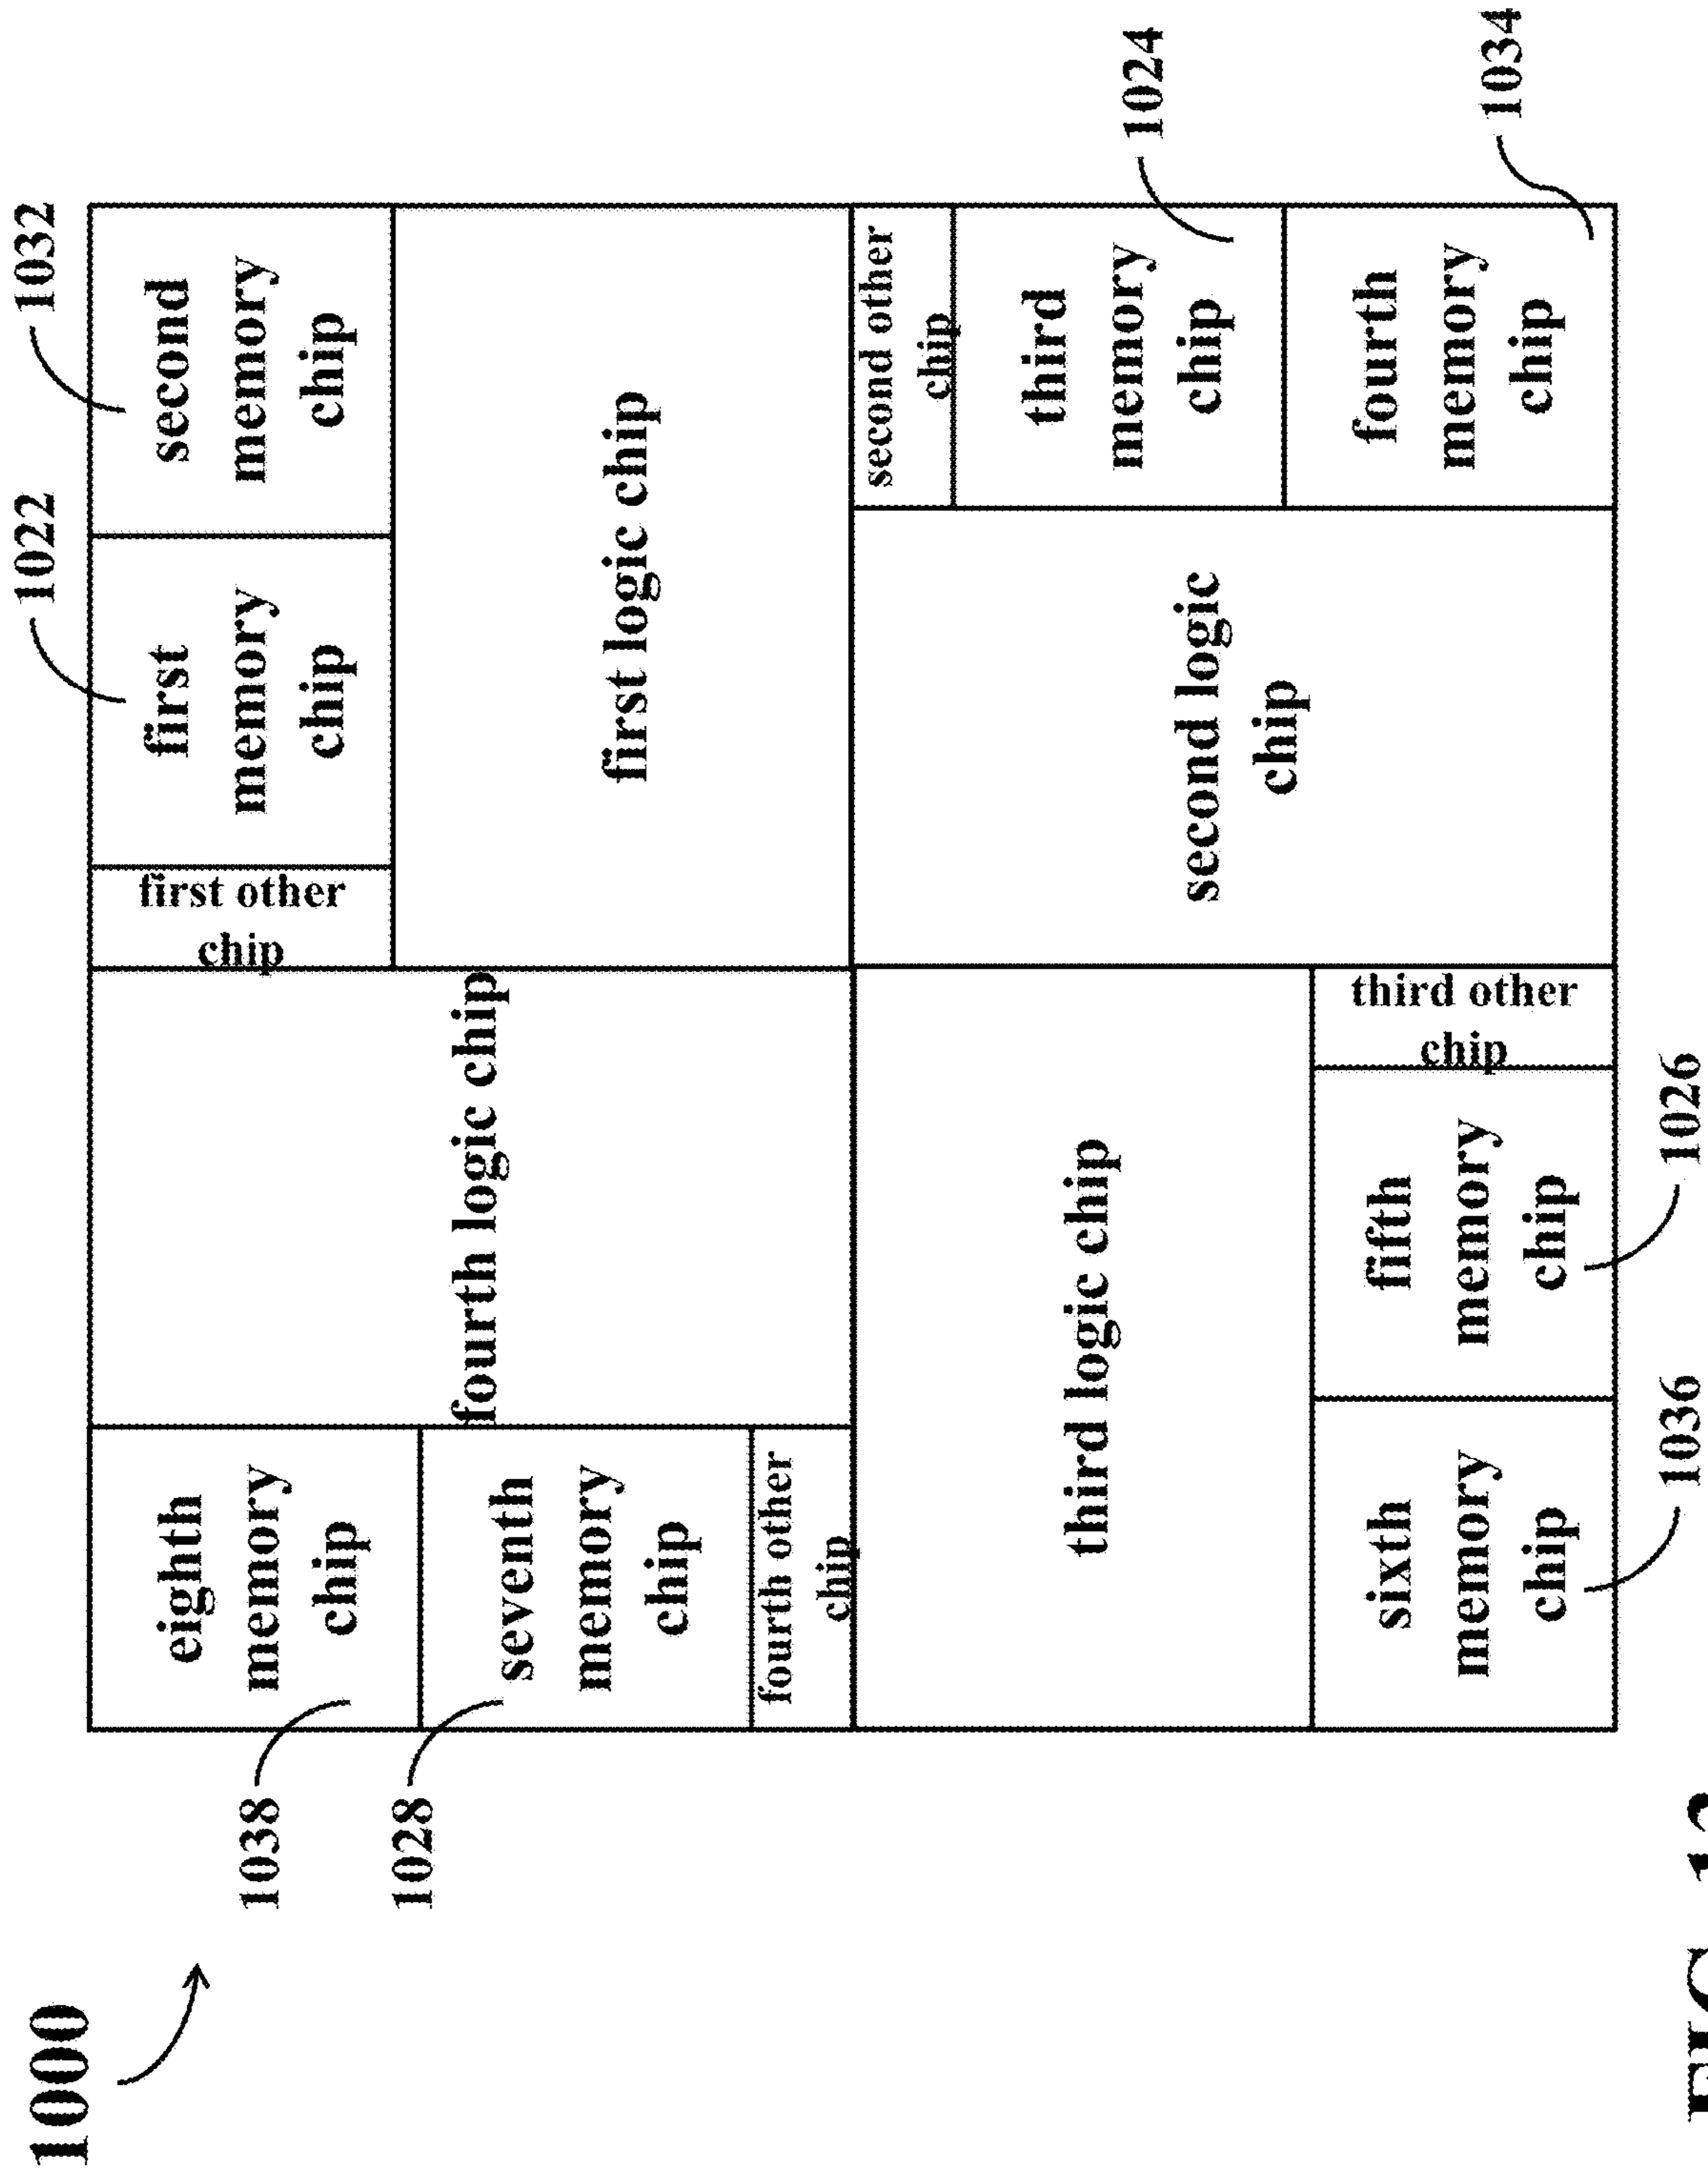 1000
1022
1032
1038
1028
eighth
memory
chip
fourth logic chip
first other
chip
first
memory
chip
second
memory
chip
seventh
memory
chip
first logic chip
fourth other
chip
second other
chip
third logic chip
second logic
chip
third
memory
chip
1024
sixth
memory
chip
fifth
memory
chip
third other
chip
fourth
memory
chip
1034
1036
1026
FIG.